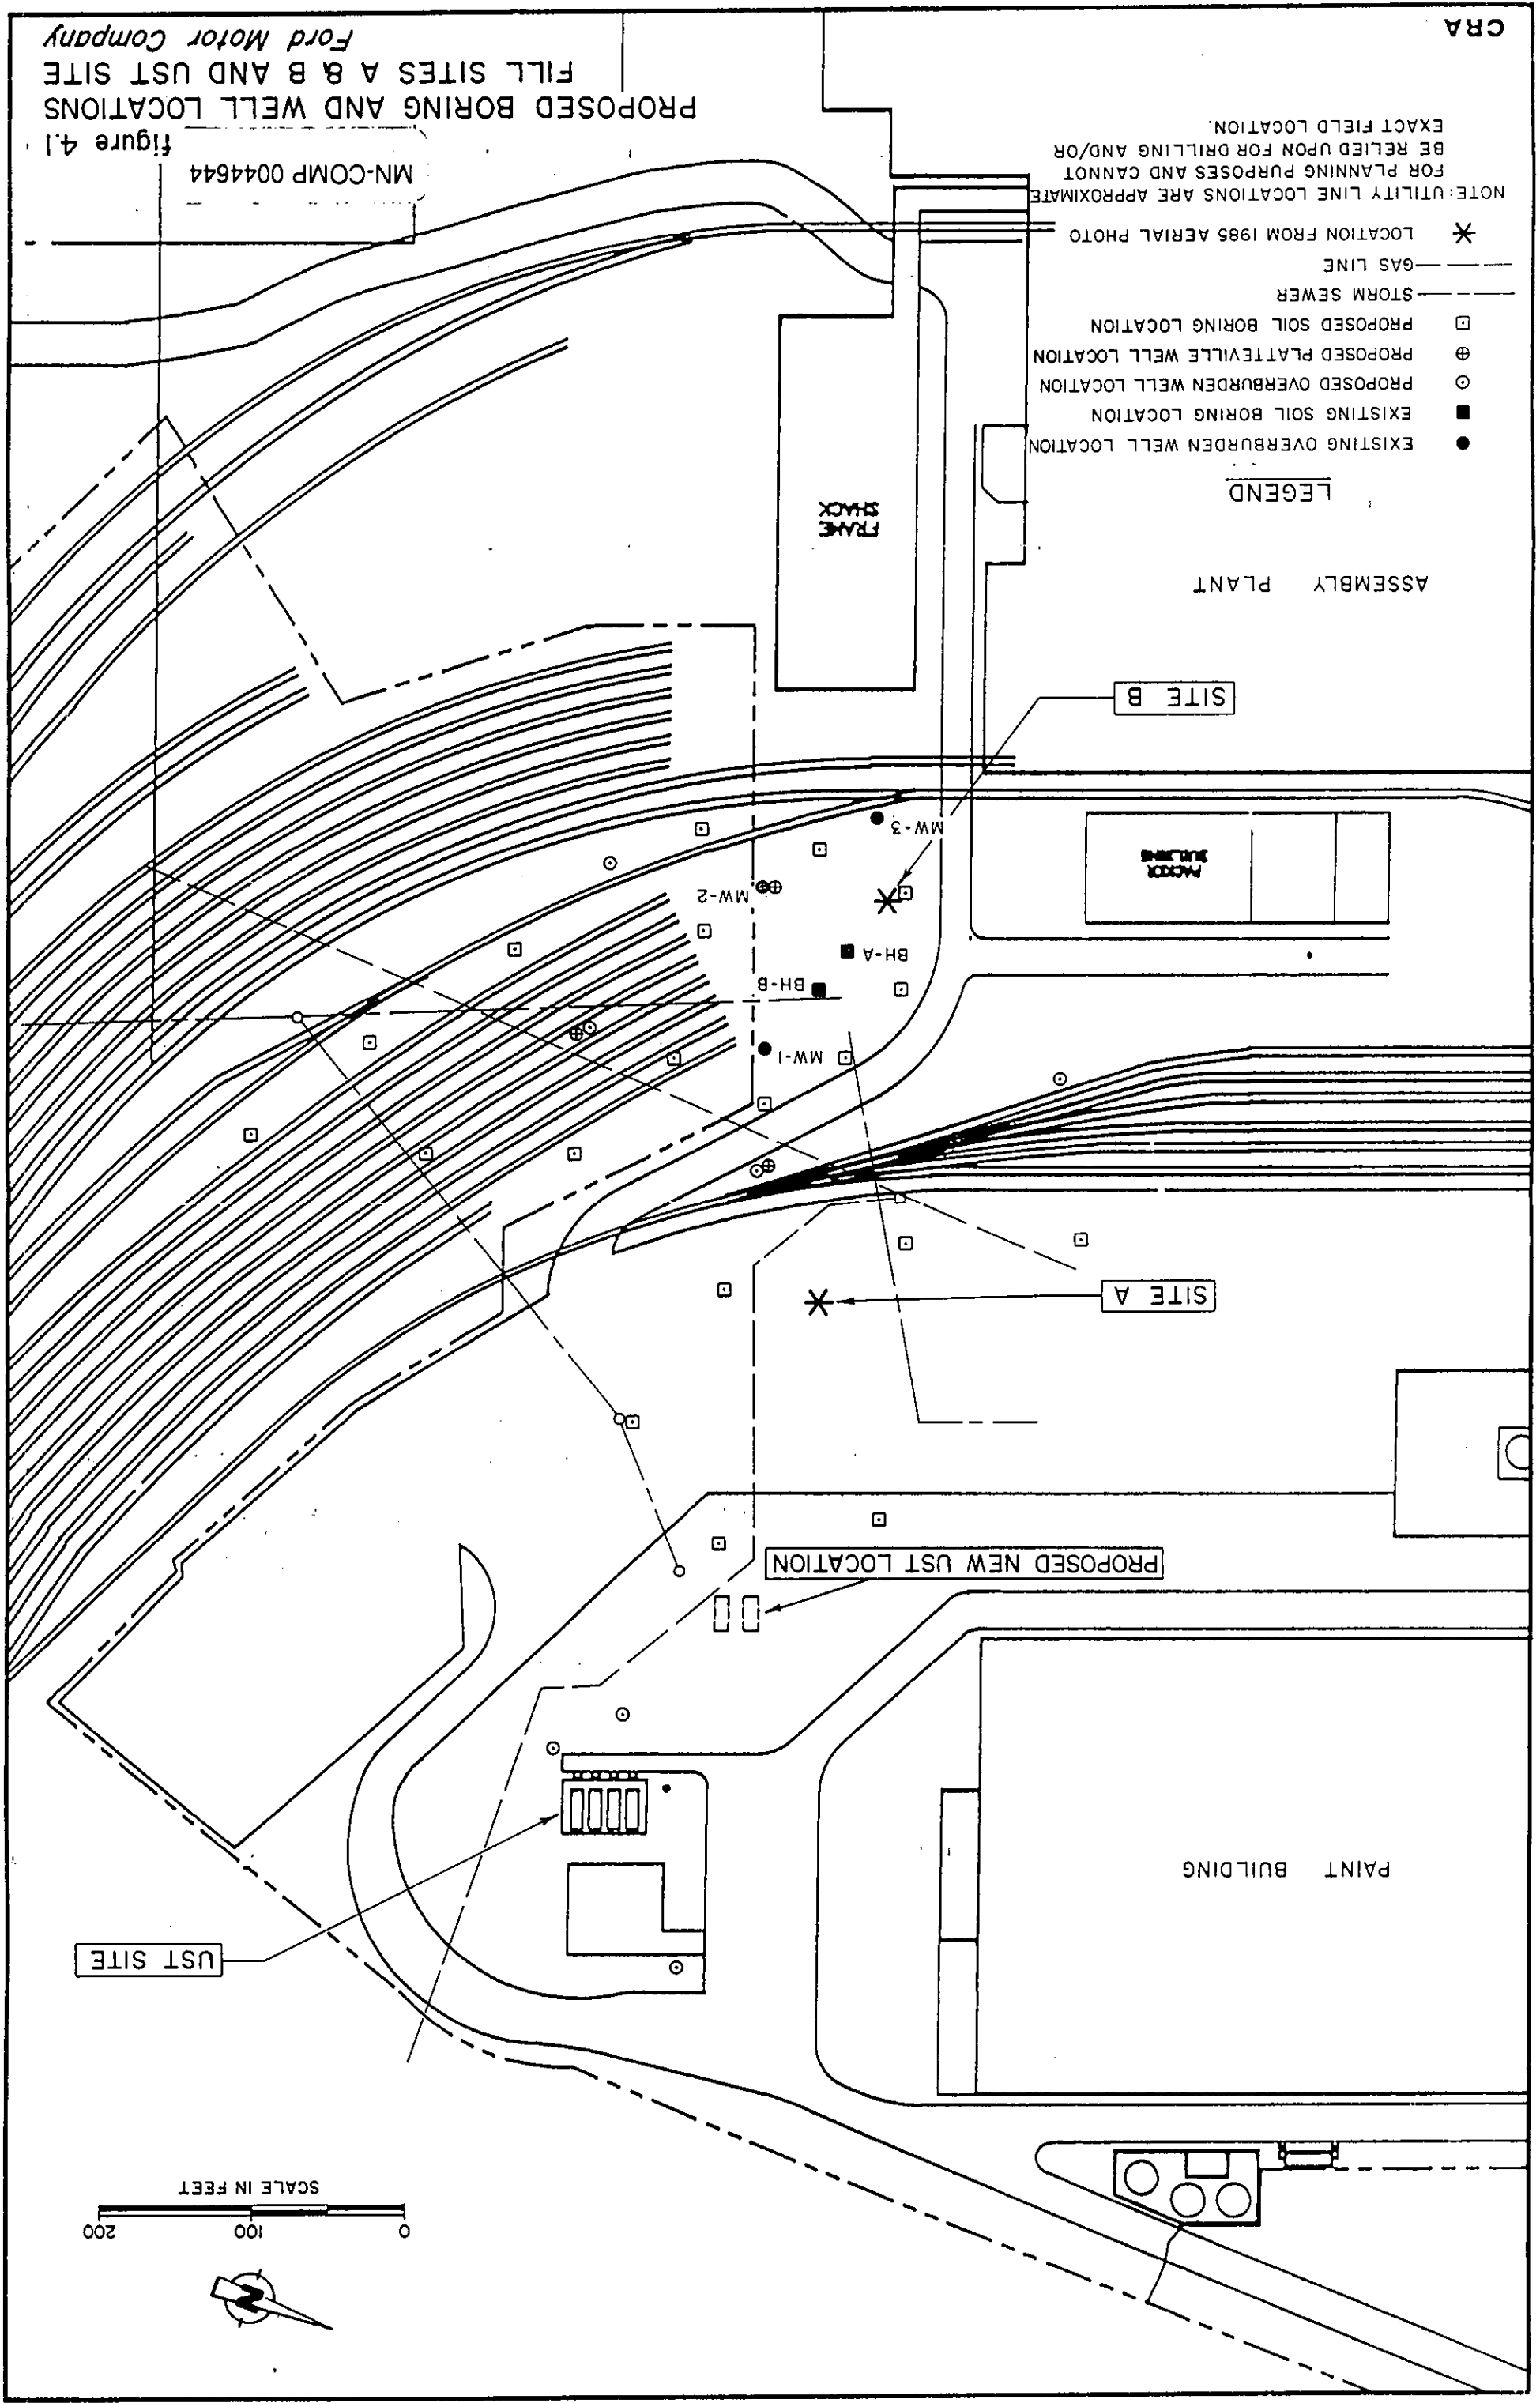 0 100 200
SCALE IN FEET
N
PAINT BUILDING
UST SITE
PROPOSED NEW UST LOCATION
SITE A
MW-1
BH-B
BH-A
MW-2
MW-3
PACKER
BUILDING
SITE B
ASSEMBLY PLANT
FRAME
SHACK
LEGEND
EXISTING OVERBURDEN WELL LOCATION
EXISTING SOIL BORING LOCATION
PROPOSED OVERBURDEN WELL LOCATION
PROPOSED PLATTEVILLE WELL LOCATION
PROPOSED SOIL BORING LOCATION
STORM SEWER
GAS LINE
LOCATION FROM 1985 AERIAL PHOTO
NOTE: UTILITY LINE LOCATIONS ARE APPROXIMATE
FOR PLANNING PURPOSES AND CANNOT
BE RELIED UPON FOR DRILLING AND/OR
EXACT FIELD LOCATION.
MN-COMP 0044644
figure 4.1
PROPOSED BORING AND WELL LOCATIONS
FILL SITES A & B AND UST SITE
Ford Motor Company
CRA